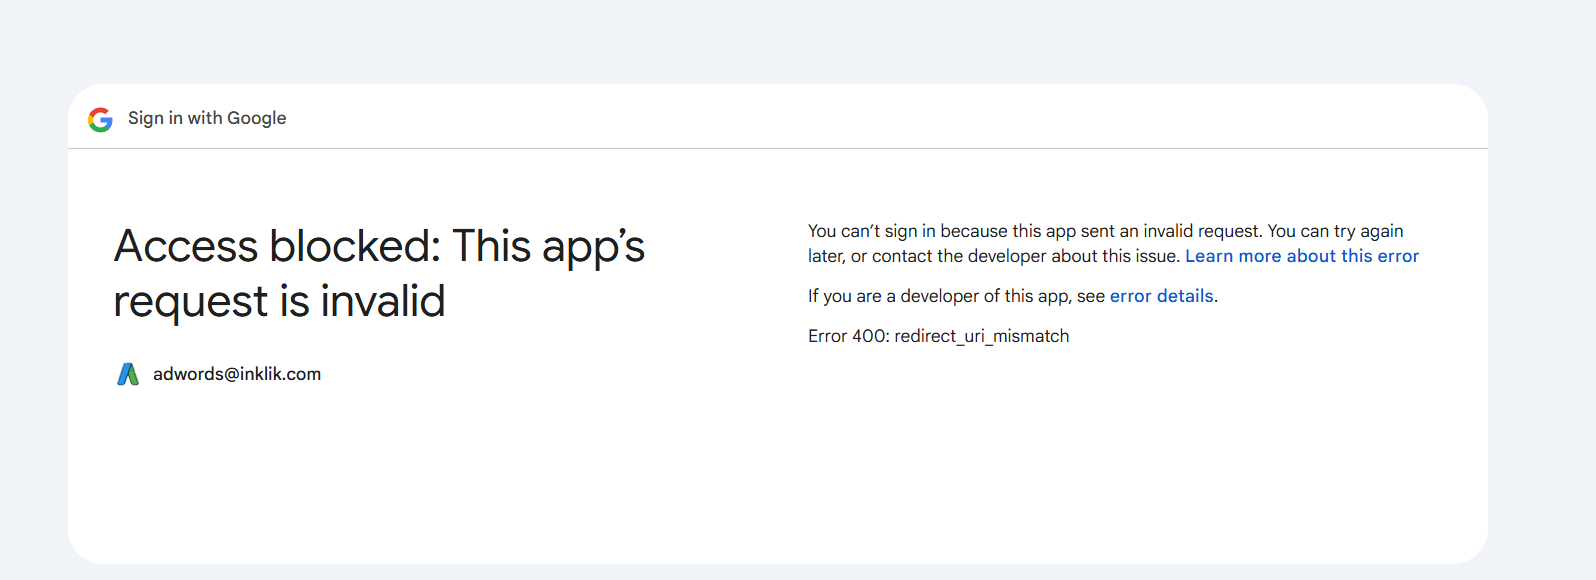 Sign in with Google
Access blocked: This app’s
request is invalid
adwords@inklik.com
You can’t sign in because this app sent an invalid request. You can try again
later, or contact the developer about this issue. Learn more about this error
If you are a developer of this app, see error details.
Error 400: redirect_uri_mismatch